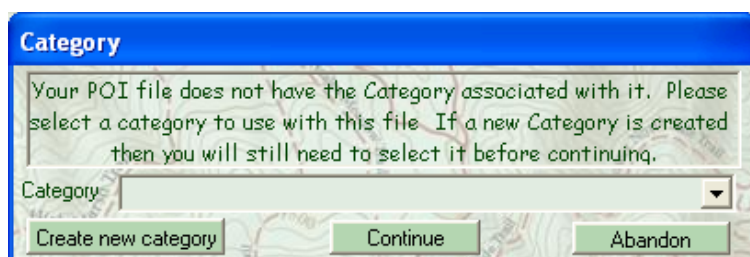 Category
Your POI file does not have the Category associated with it. Please
select a category to use with this file If a new Category is created
then you will still need to select it before continuing.
Category
Create new category Continue Abandon